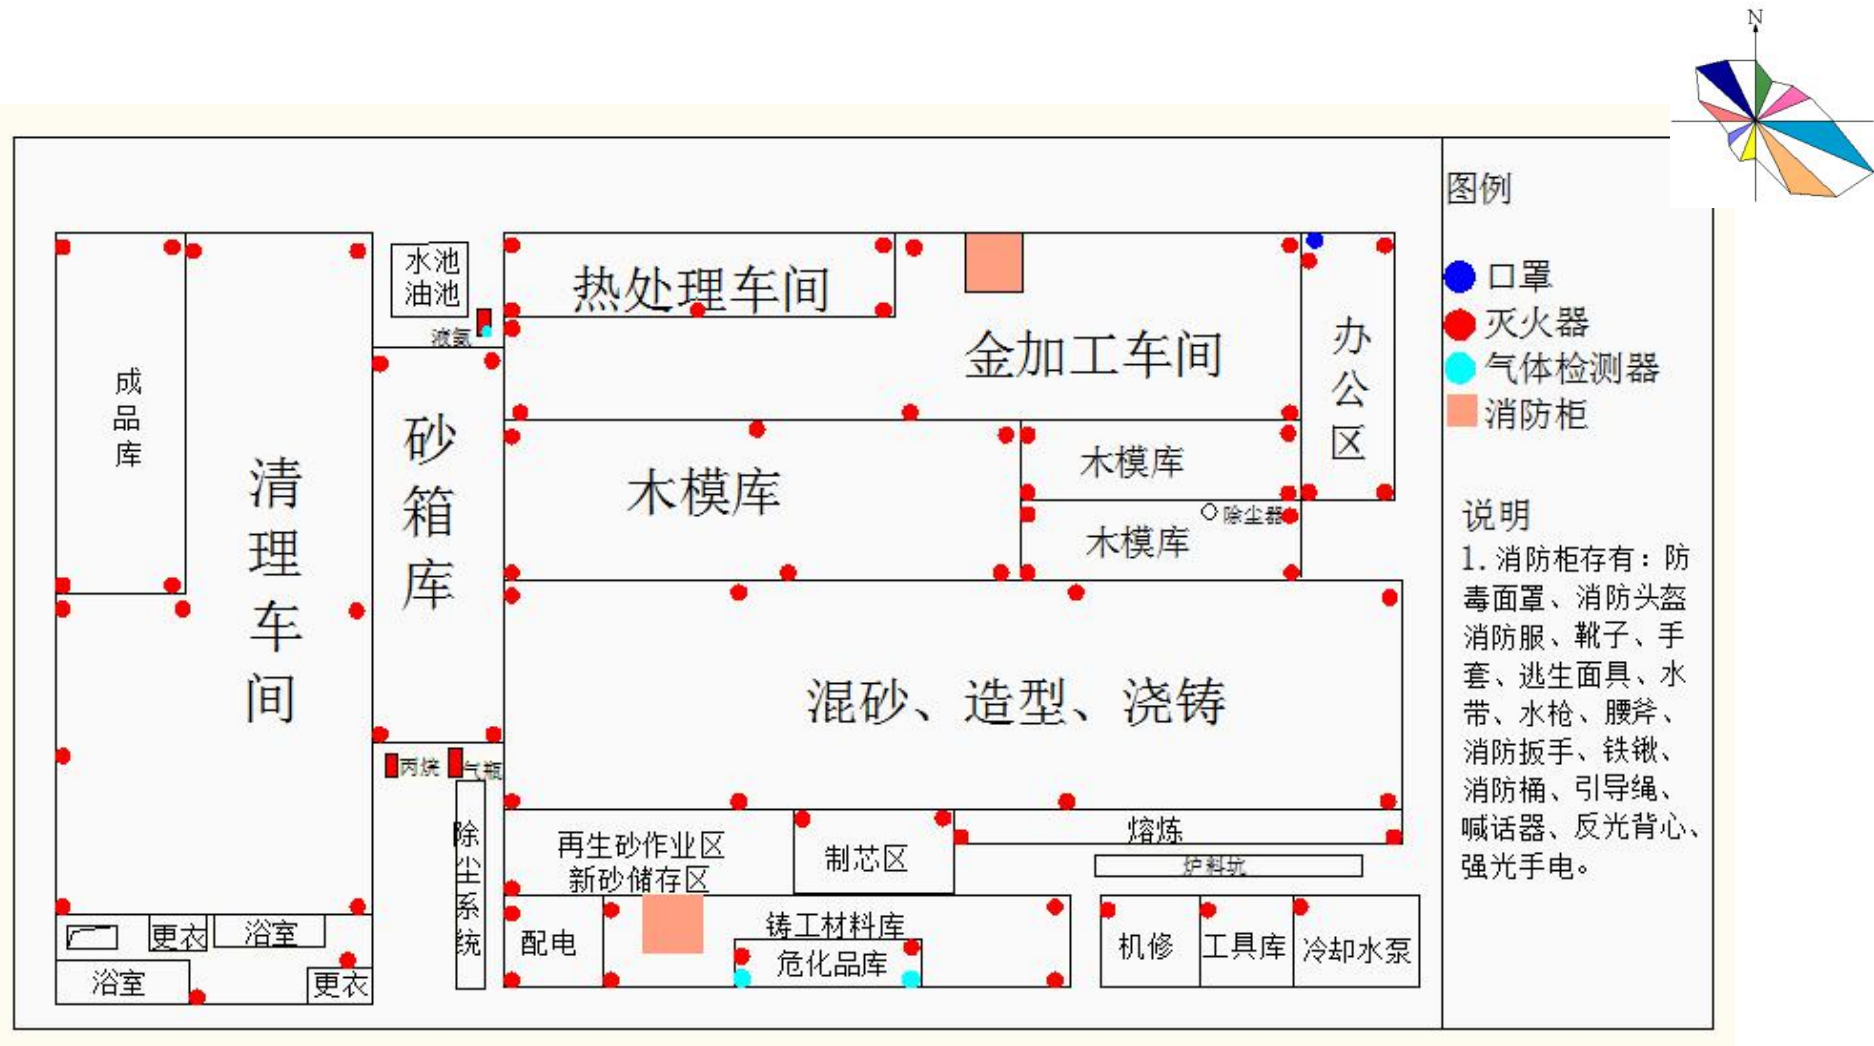 N
图例
口罩
灭火器
气体检测器
消防柜
说明
1.消防柜存有：防
毒面罩、消防头盔
消防服、靴子、手
套、逃生面具、水
带、水枪、腰斧、
消防扳手、铁锹、
消防桶、引导绳、
喊话器、反光背心、
强光手电。
水池
油池
液氨
热处理车间
金加工车间
办公区
成品库
清理车间
砂箱库
木模库
木模库
除尘器
木模库
混砂、造型、浇铸
丙烷
气瓶
除尘系统
再生砂作业区
新砂储存区
制芯区
熔炼
炉料坑
配电
铸工材料库
危化品库
机修
工具库
冷却水泵
更衣
浴室
浴室
更衣